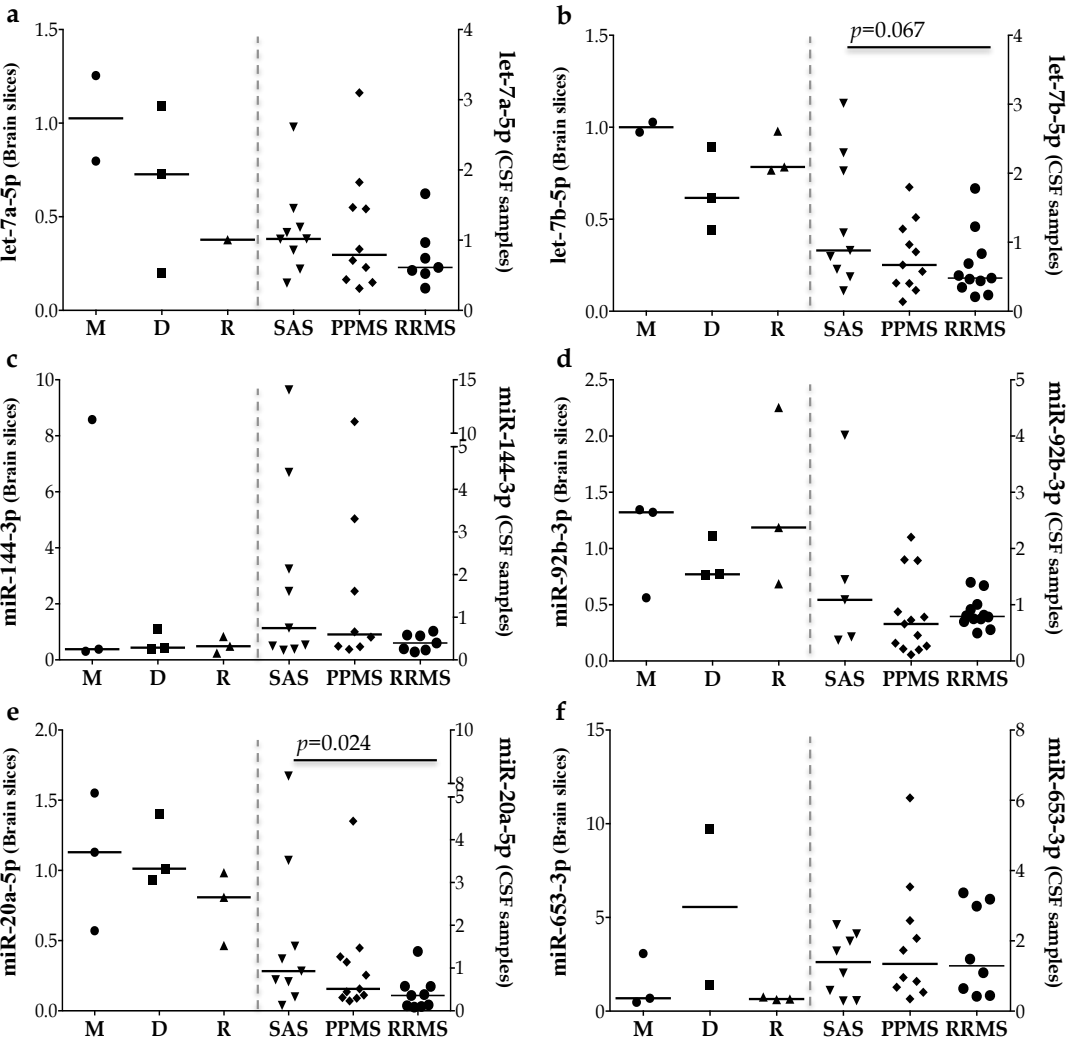 a
let-7a-5p (Brain slices)
1.5
1.0
0.5
0.0
4
3
2
1
0
let-7a-5p (CSF samples)
M D R SAS PPMS RRMS
b
p=0.067
let-7b-5p (Brain slices)
1.5
1.0
0.5
0.0
4
3
2
1
0
let-7b-5p (CSF samples)
M D R SAS PPMS RRMS
c
miR-144-3p (Brain slices)
10
8
6
4
2
0
15
10
5
4
3
2
1
0
miR-144-3p (CSF samples)
M D R SAS PPMS RRMS
d
miR-92b-3p (Brain slices)
2.5
2.0
1.5
1.0
0.5
0.0
5
4
3
2
1
0
miR-92b-3p (CSF samples)
M D R SAS PPMS RRMS
e
p=0.024
miR-20a-5p (Brain slices)
2.0
1.5
1.0
0.5
0.0
10
8
5
4
3
2
1
0
miR-20a-5p (CSF samples)
M D R SAS PPMS RRMS
f
miR-653-3p (Brain slices)
15
10
5
0
8
6
4
2
0
miR-653-3p (CSF samples)
M D R SAS PPMS RRMS